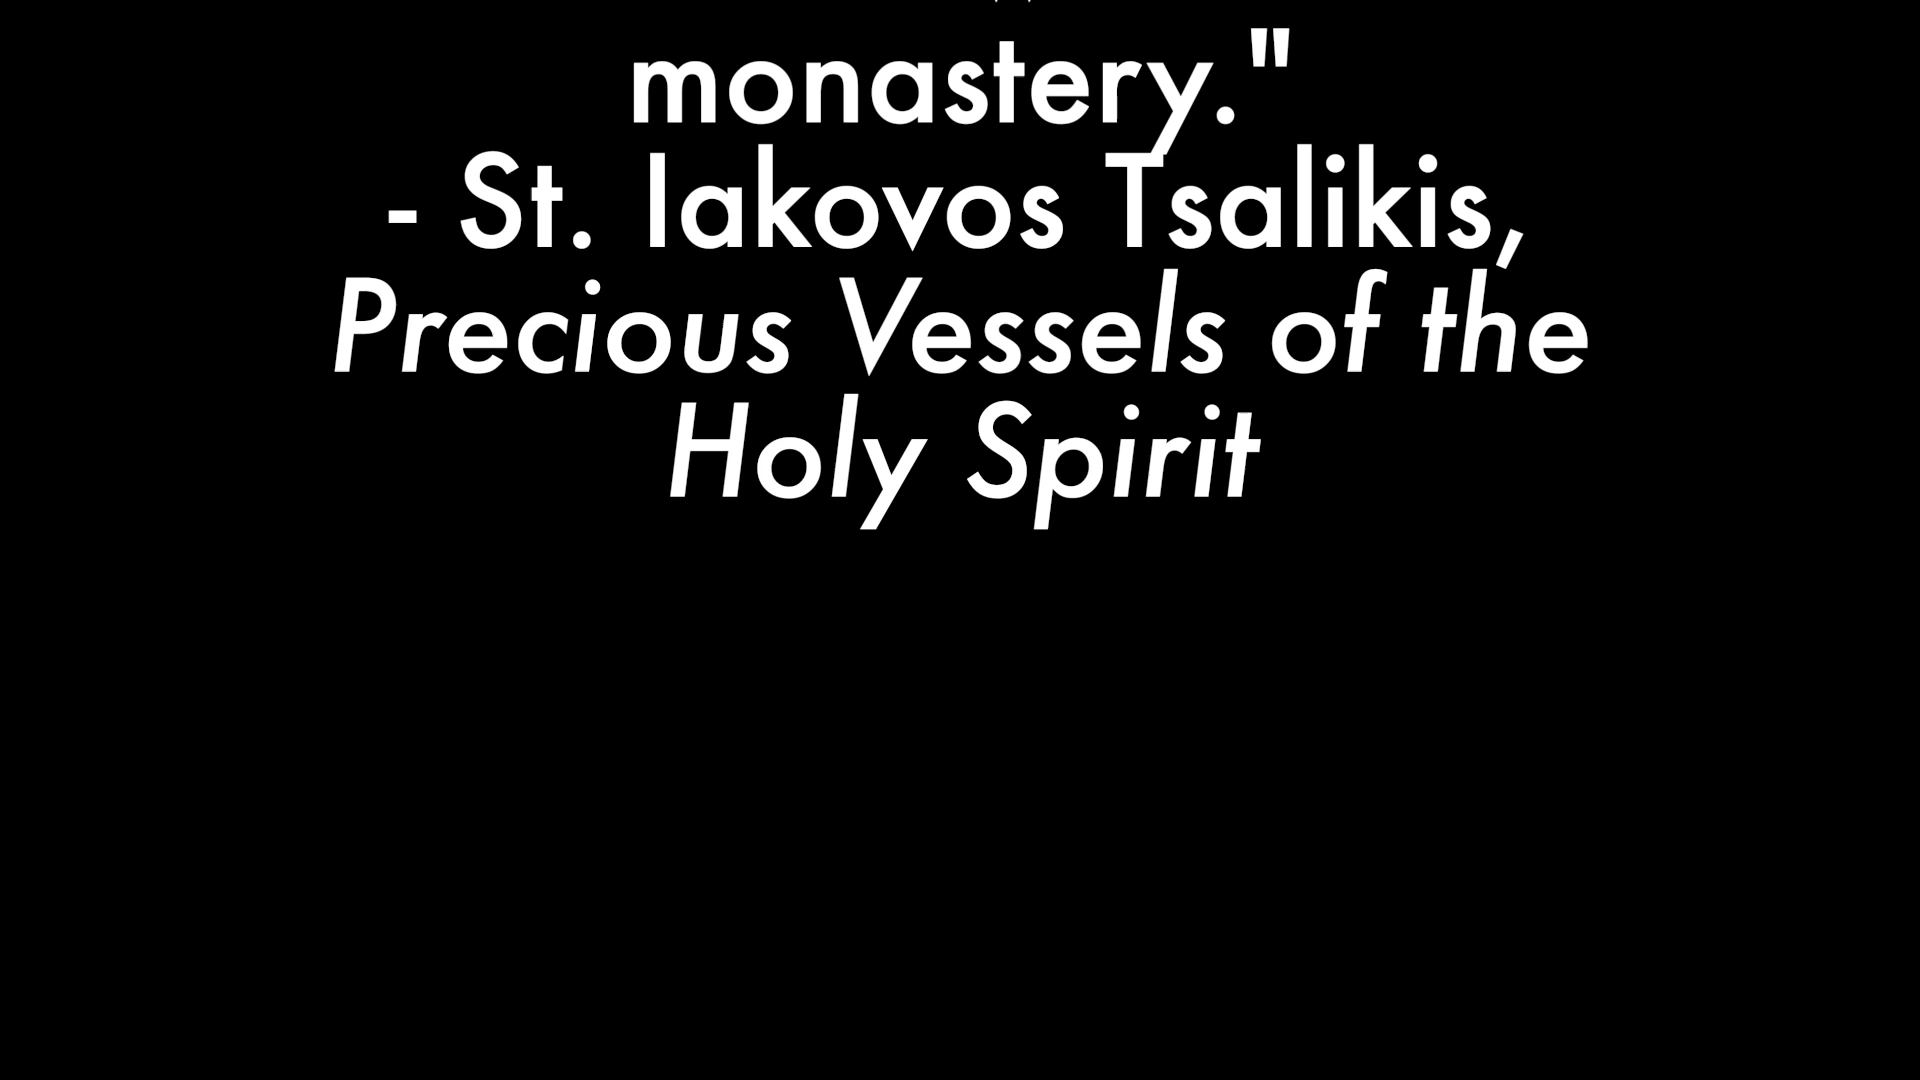 monastery."
- St. Iakovos Tsalikis,
Precious Vessels of the
Holy Spirit